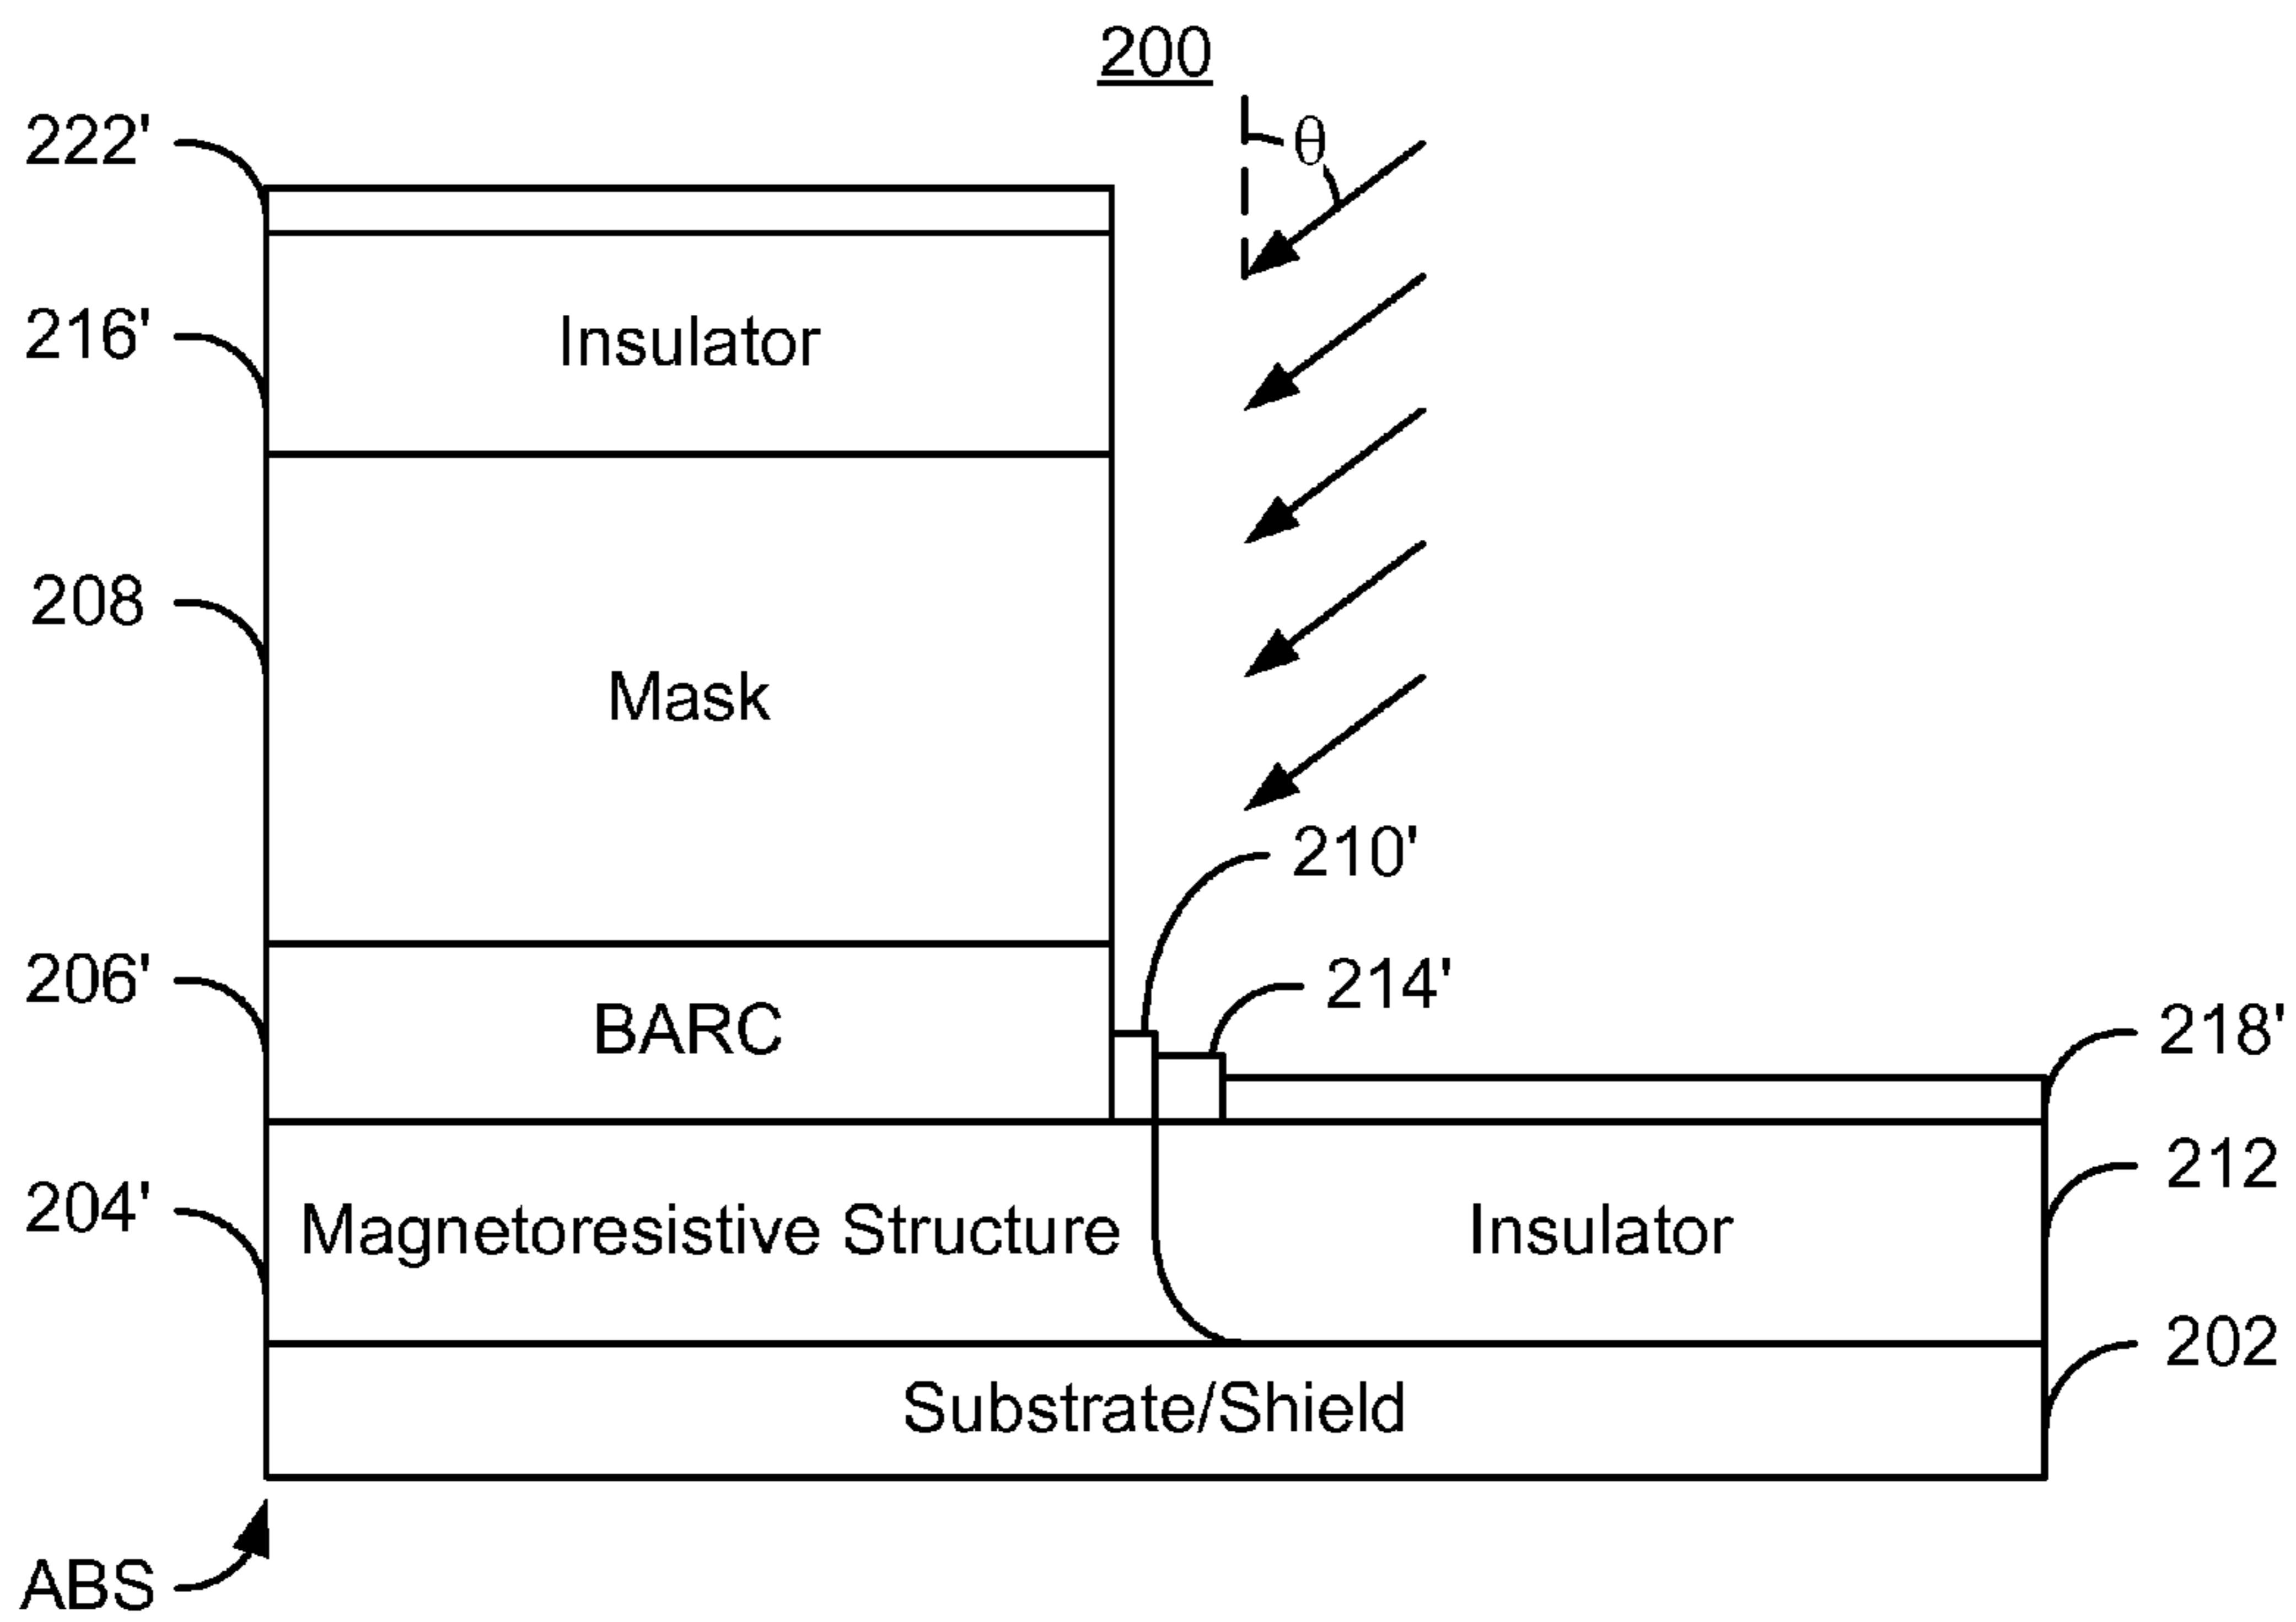 200
222'
θ
216'
Insulator
208
Mask
210'
206'
BARC
214'
218'
204'
Magnetoresistive Structure
Insulator
212
Substrate/Shield
202
ABS